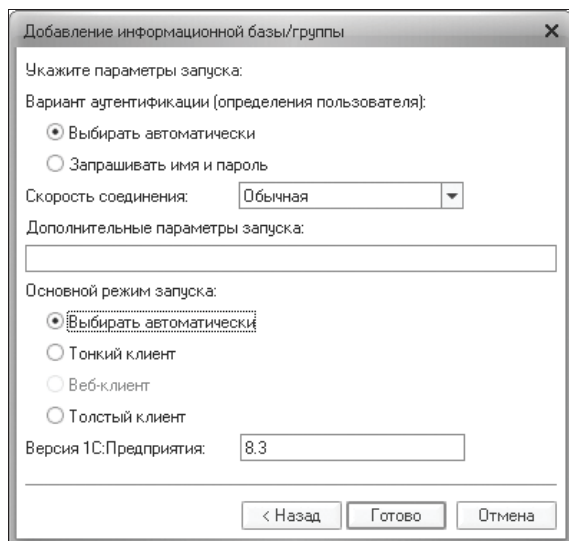 Добавление информационной базы/группы
Укажите параметры запуска:
Вариант аутентификации (определения пользователя):
Выбирать автоматически
Запрашивать имя и пароль
Скорость соединения: Обычная
Дополнительные параметры запуска:
Основной режим запуска:
Выбирать автоматически
Тонкий клиент
Веб-клиент
Толстый клиент
Версия 1С:Предприятия: 8.3
< Назад Готово Отмена